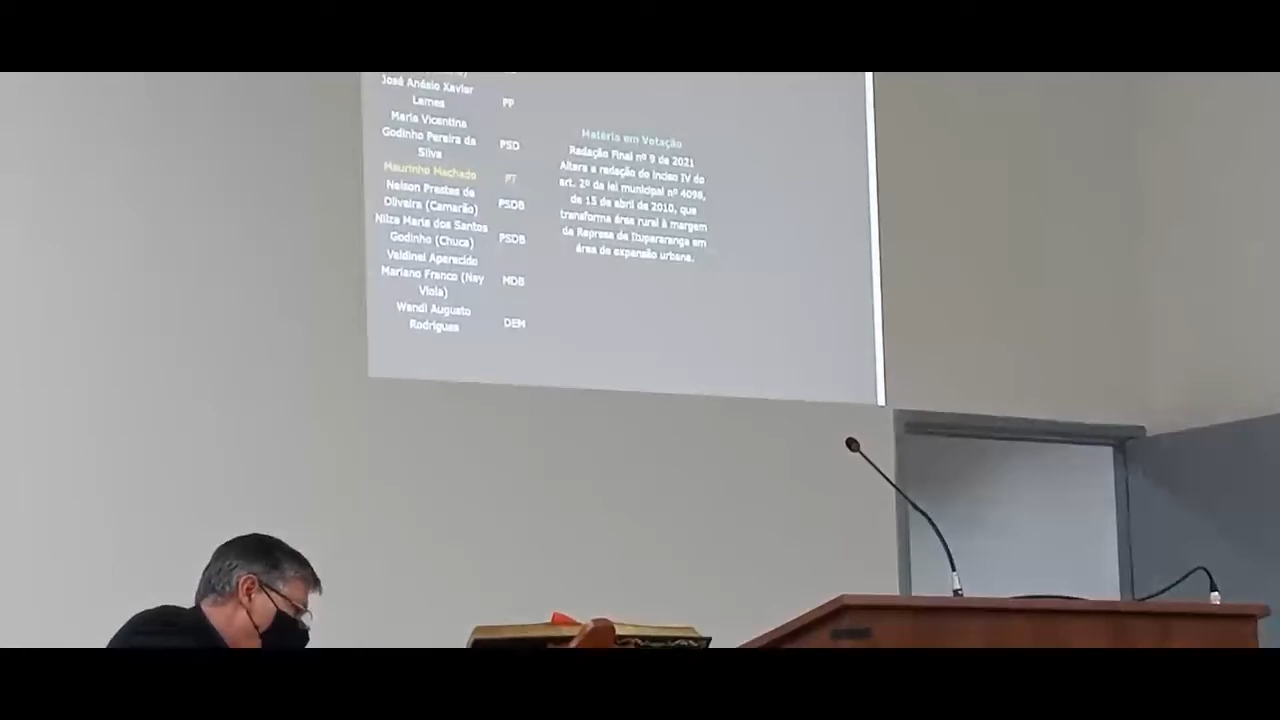 José Anésio Xavier
Lemes PP
Maria Vicentina
Godinho Pereira da
Silva PSD
Maurinho Machado PT
Nelson Prestes de
Oliveira (Camarão) PSDB
Nilza Maria dos Santos
Godinho (Chuca) PSDB
Valdinei Aparecido
Mariano Franco (Ney
Viola) MDB
Wandi Augusto
Rodrigues DEM
Matéria em Votação
Redação Final nº 9 de 2021
Altera a redação do inciso IV do
art. 2º da lei municipal nº 4098,
de 15 de abril de 2010, que
transforma área rural à margem
da Represa de Itupararanga em
área de expansão urbana.